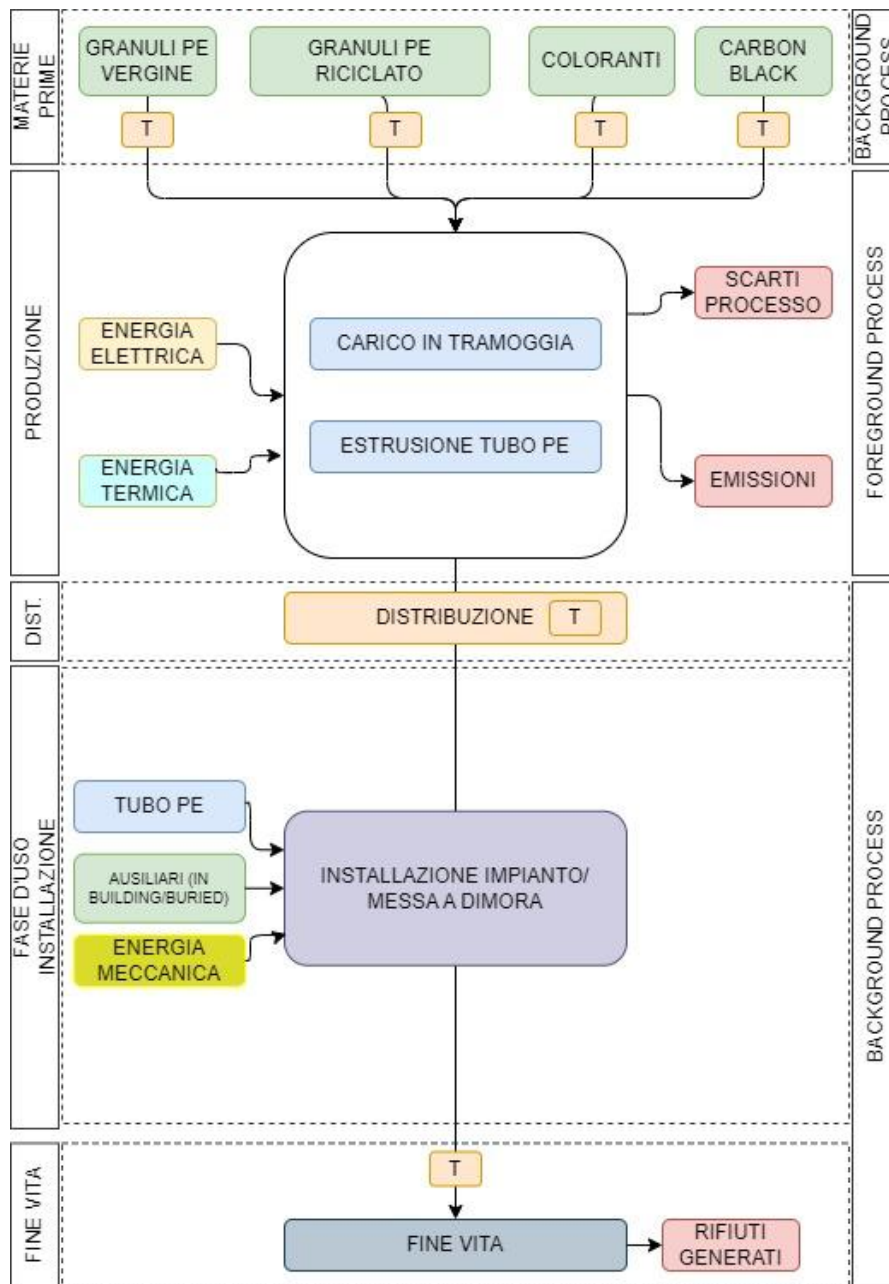 MATERIE
PRIME
GRANULI PE
VERGINE
GRANULI PE
RICICLATO
COLORANTI
CARBON
BLACK
T
T
T
T
BACKGROUND
PROCESS
PRODUZIONE
ENERGIA
ELETTRICA
ENERGIA
TERMICA
CARICO IN TRAMOGGIA
ESTRUSIONE TUBO PE
SCARTI
PROCESSO
EMISSIONI
FOREGROUND PROCESS
DIST.
DISTRIBUZIONE
T
FASE D'USO
INSTALLAZIONE
TUBO PE
AUSILIARI (IN
BUILDING/BURIED)
ENERGIA
MECCANICA
INSTALLAZIONE IMPIANTO/
MESSA A DIMORA
BACKGROUND PROCESS
FINE VITA
T
FINE VITA
RIFIUTI
GENERATI